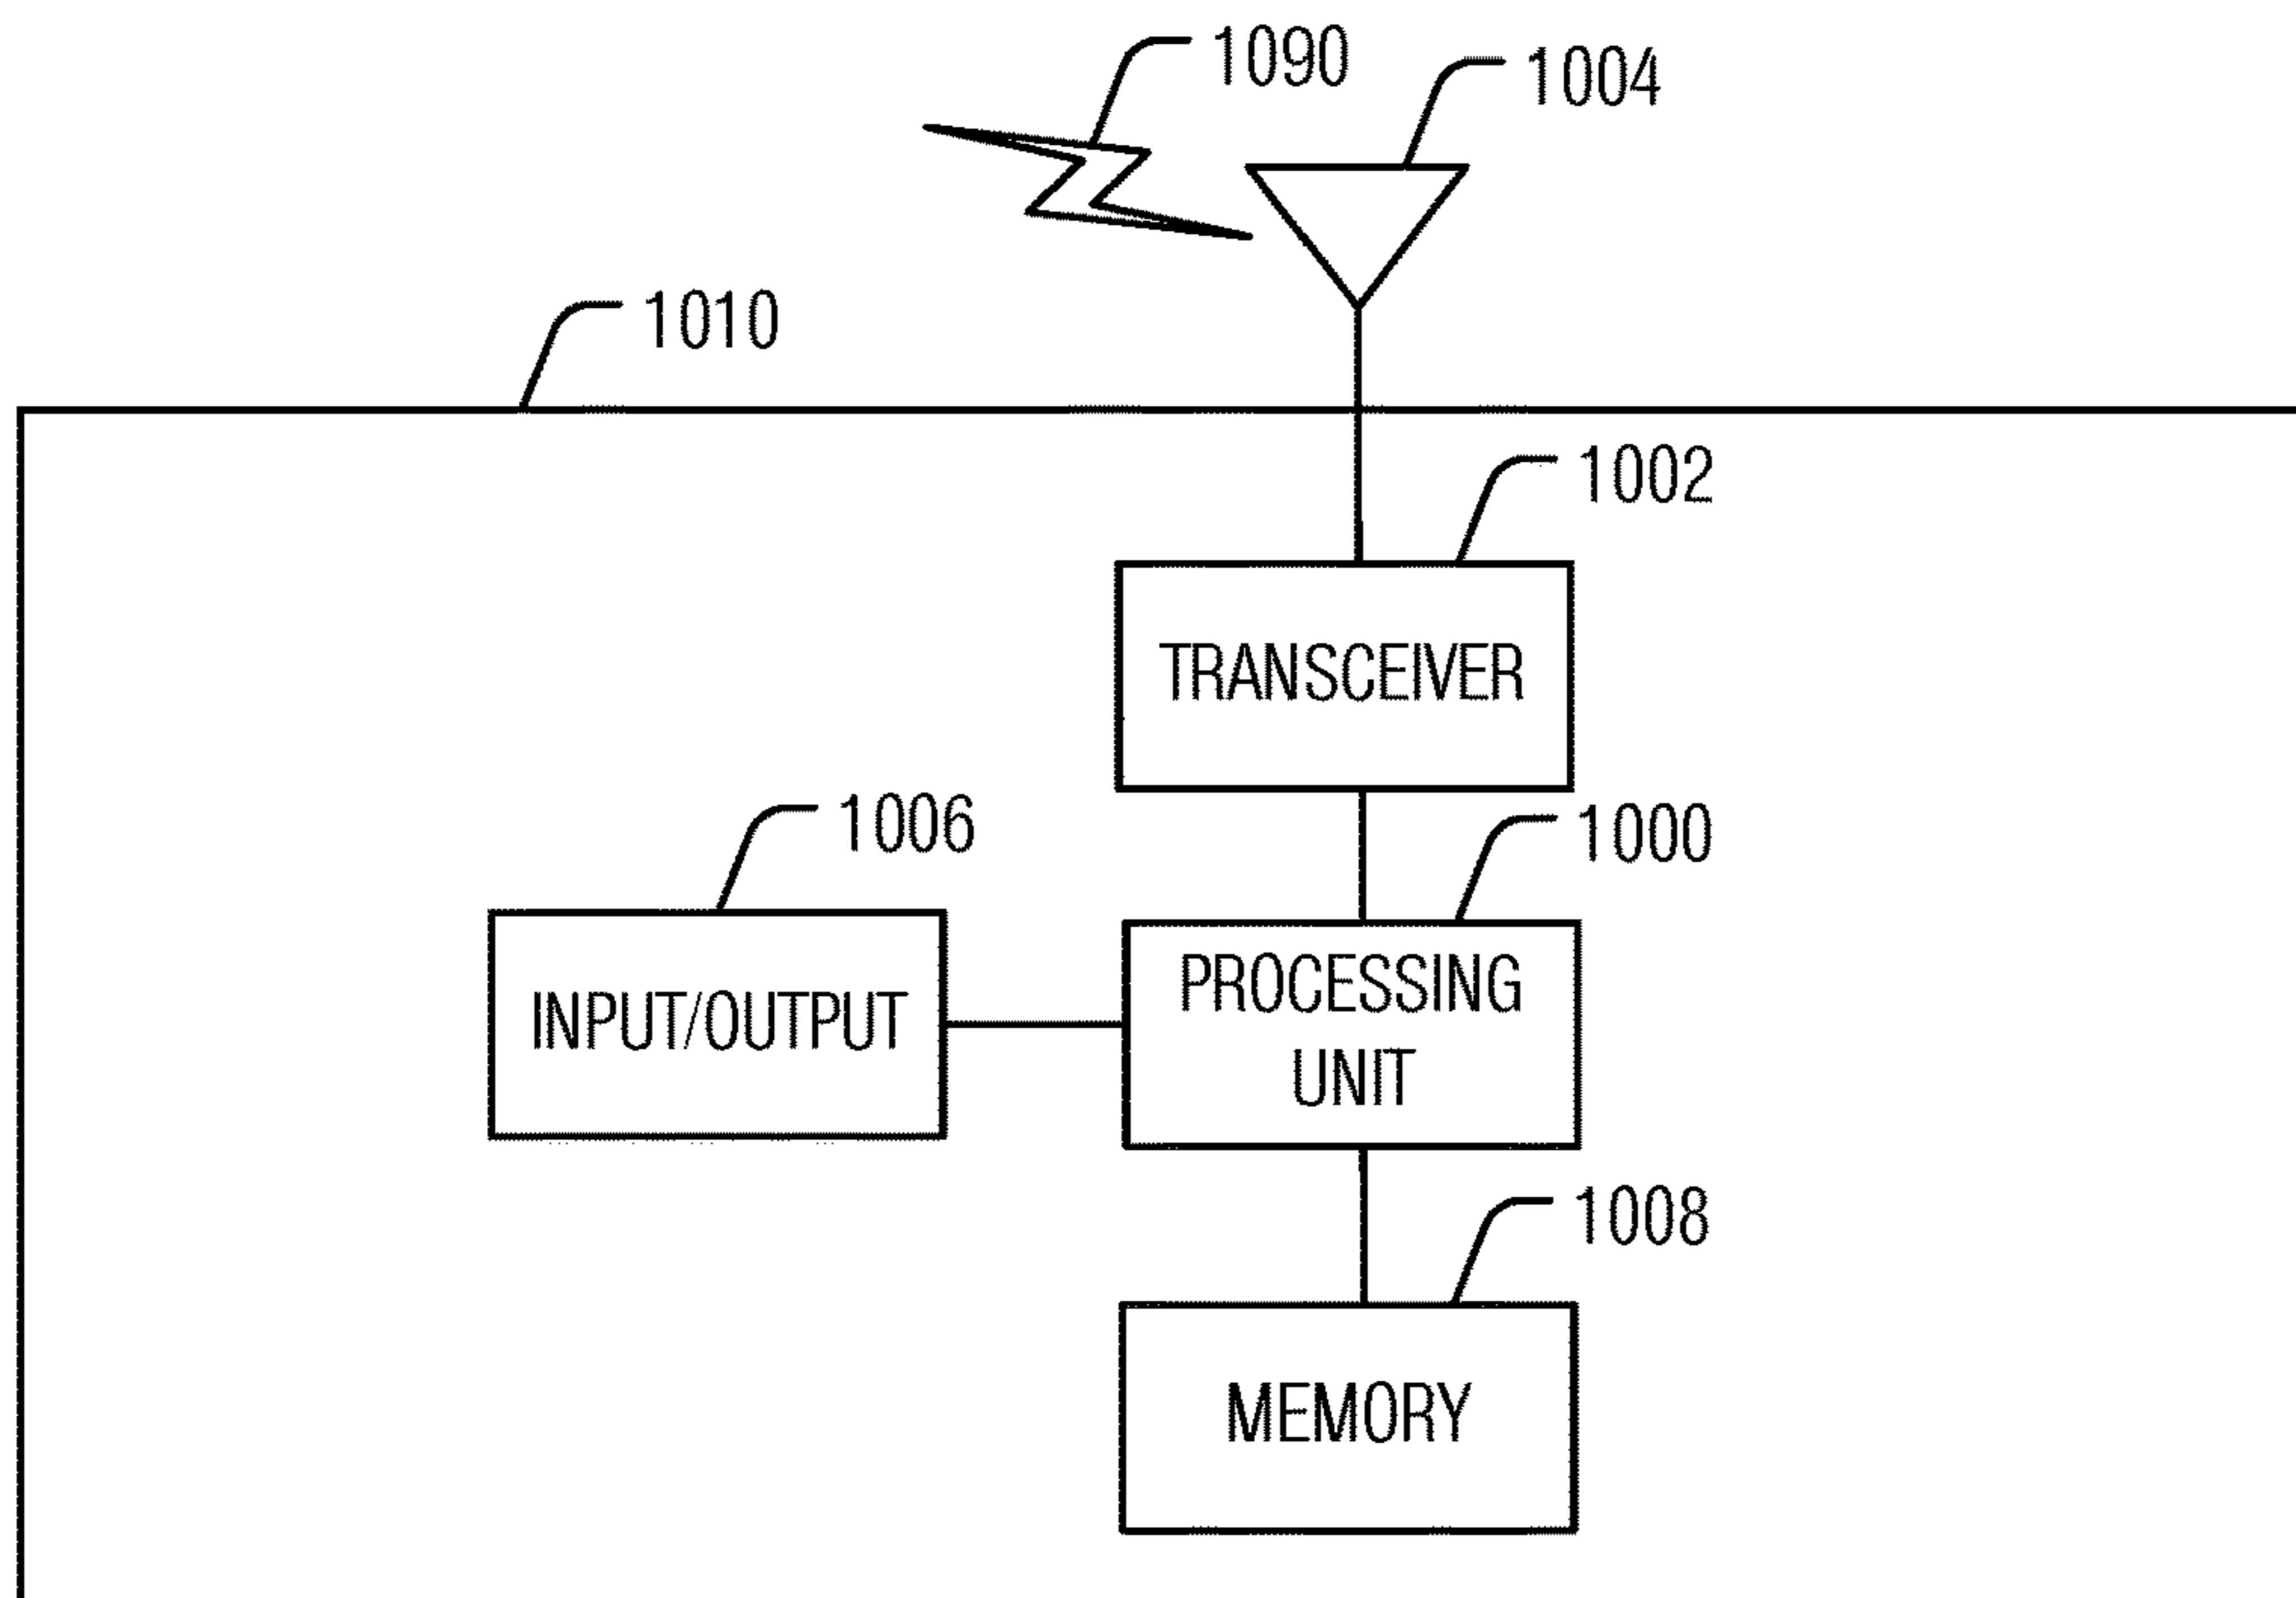 1090
1004
1010
1002
TRANSCEIVER
1006
1000
INPUT/OUTPUT
PROCESSING
UNIT
1008
MEMORY